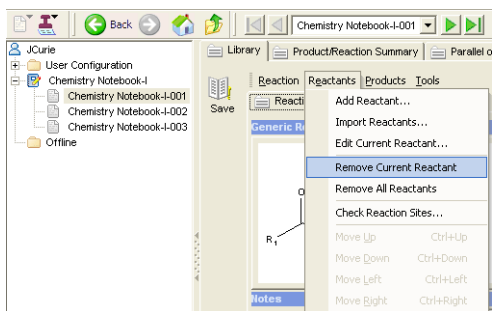 Back
Chemistry Notebook-I-001
JCurie
User Configuration
Chemistry Notebook-I
Chemistry Notebook-I-001
Chemistry Notebook-I-002
Chemistry Notebook-I-003
Offline
Library
Product/Reaction Summary
Parallel
Save
Reaction Reactants Products Tools
Reacti
Generic R
Add Reactant...
Import Reactants...
Edit Current Reactant...
Remove Current Reactant
Remove All Reactants
Check Reaction Sites...
Move Up Ctrl+Up
Move Down Ctrl+Down
Move Left Ctrl+Left
Move Right Ctrl+Right
O
R1
Notes